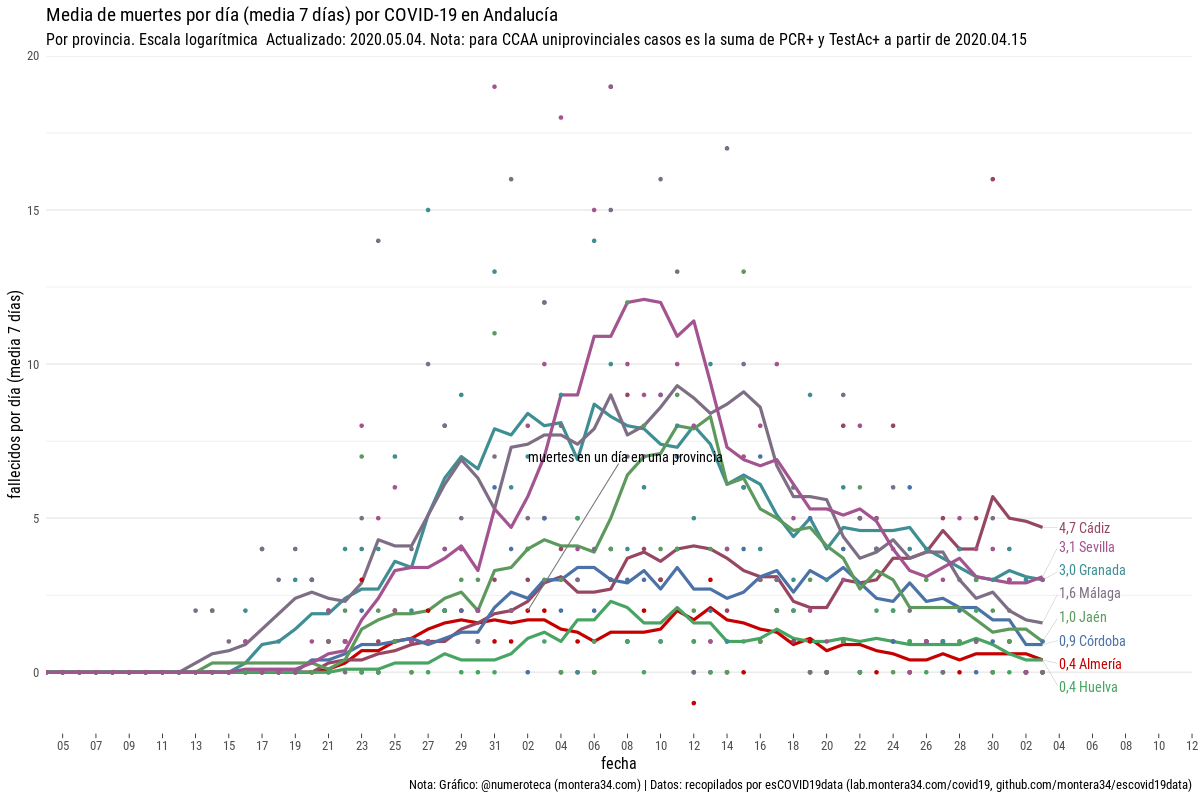 Media de muertes por día (media 7 días) por COVID-19 en Andalucía
Por provincia. Escala logarítmica  Actualizado: 2020.05.04. Nota: para CCAA uniprovinciales casos es la suma de PCR+ y TestAc+ a partir de 2020.04.15
fallecidos por día (media 7 días)
20
15
10
5
0
muertes en un día en una provincia
4,7 Cádiz
3,1 Sevilla
3,0 Granada
1,6 Málaga
1,0 Jaén
0,9 Córdoba
0,4 Almería
0,4 Huelva
05 07 09 11 13 15 17 19 21 23 25 27 29 31 02 04 06 08 10 12 14 16 18 20 22 24 26 28 30 02 04 06 08 10 12
fecha
Nota: Gráfico: @numeroteca (montera34.com) | Datos: recopilados por esCOVID19data (lab.montera34.com/covid19, github.com/montera34/escovid19data)